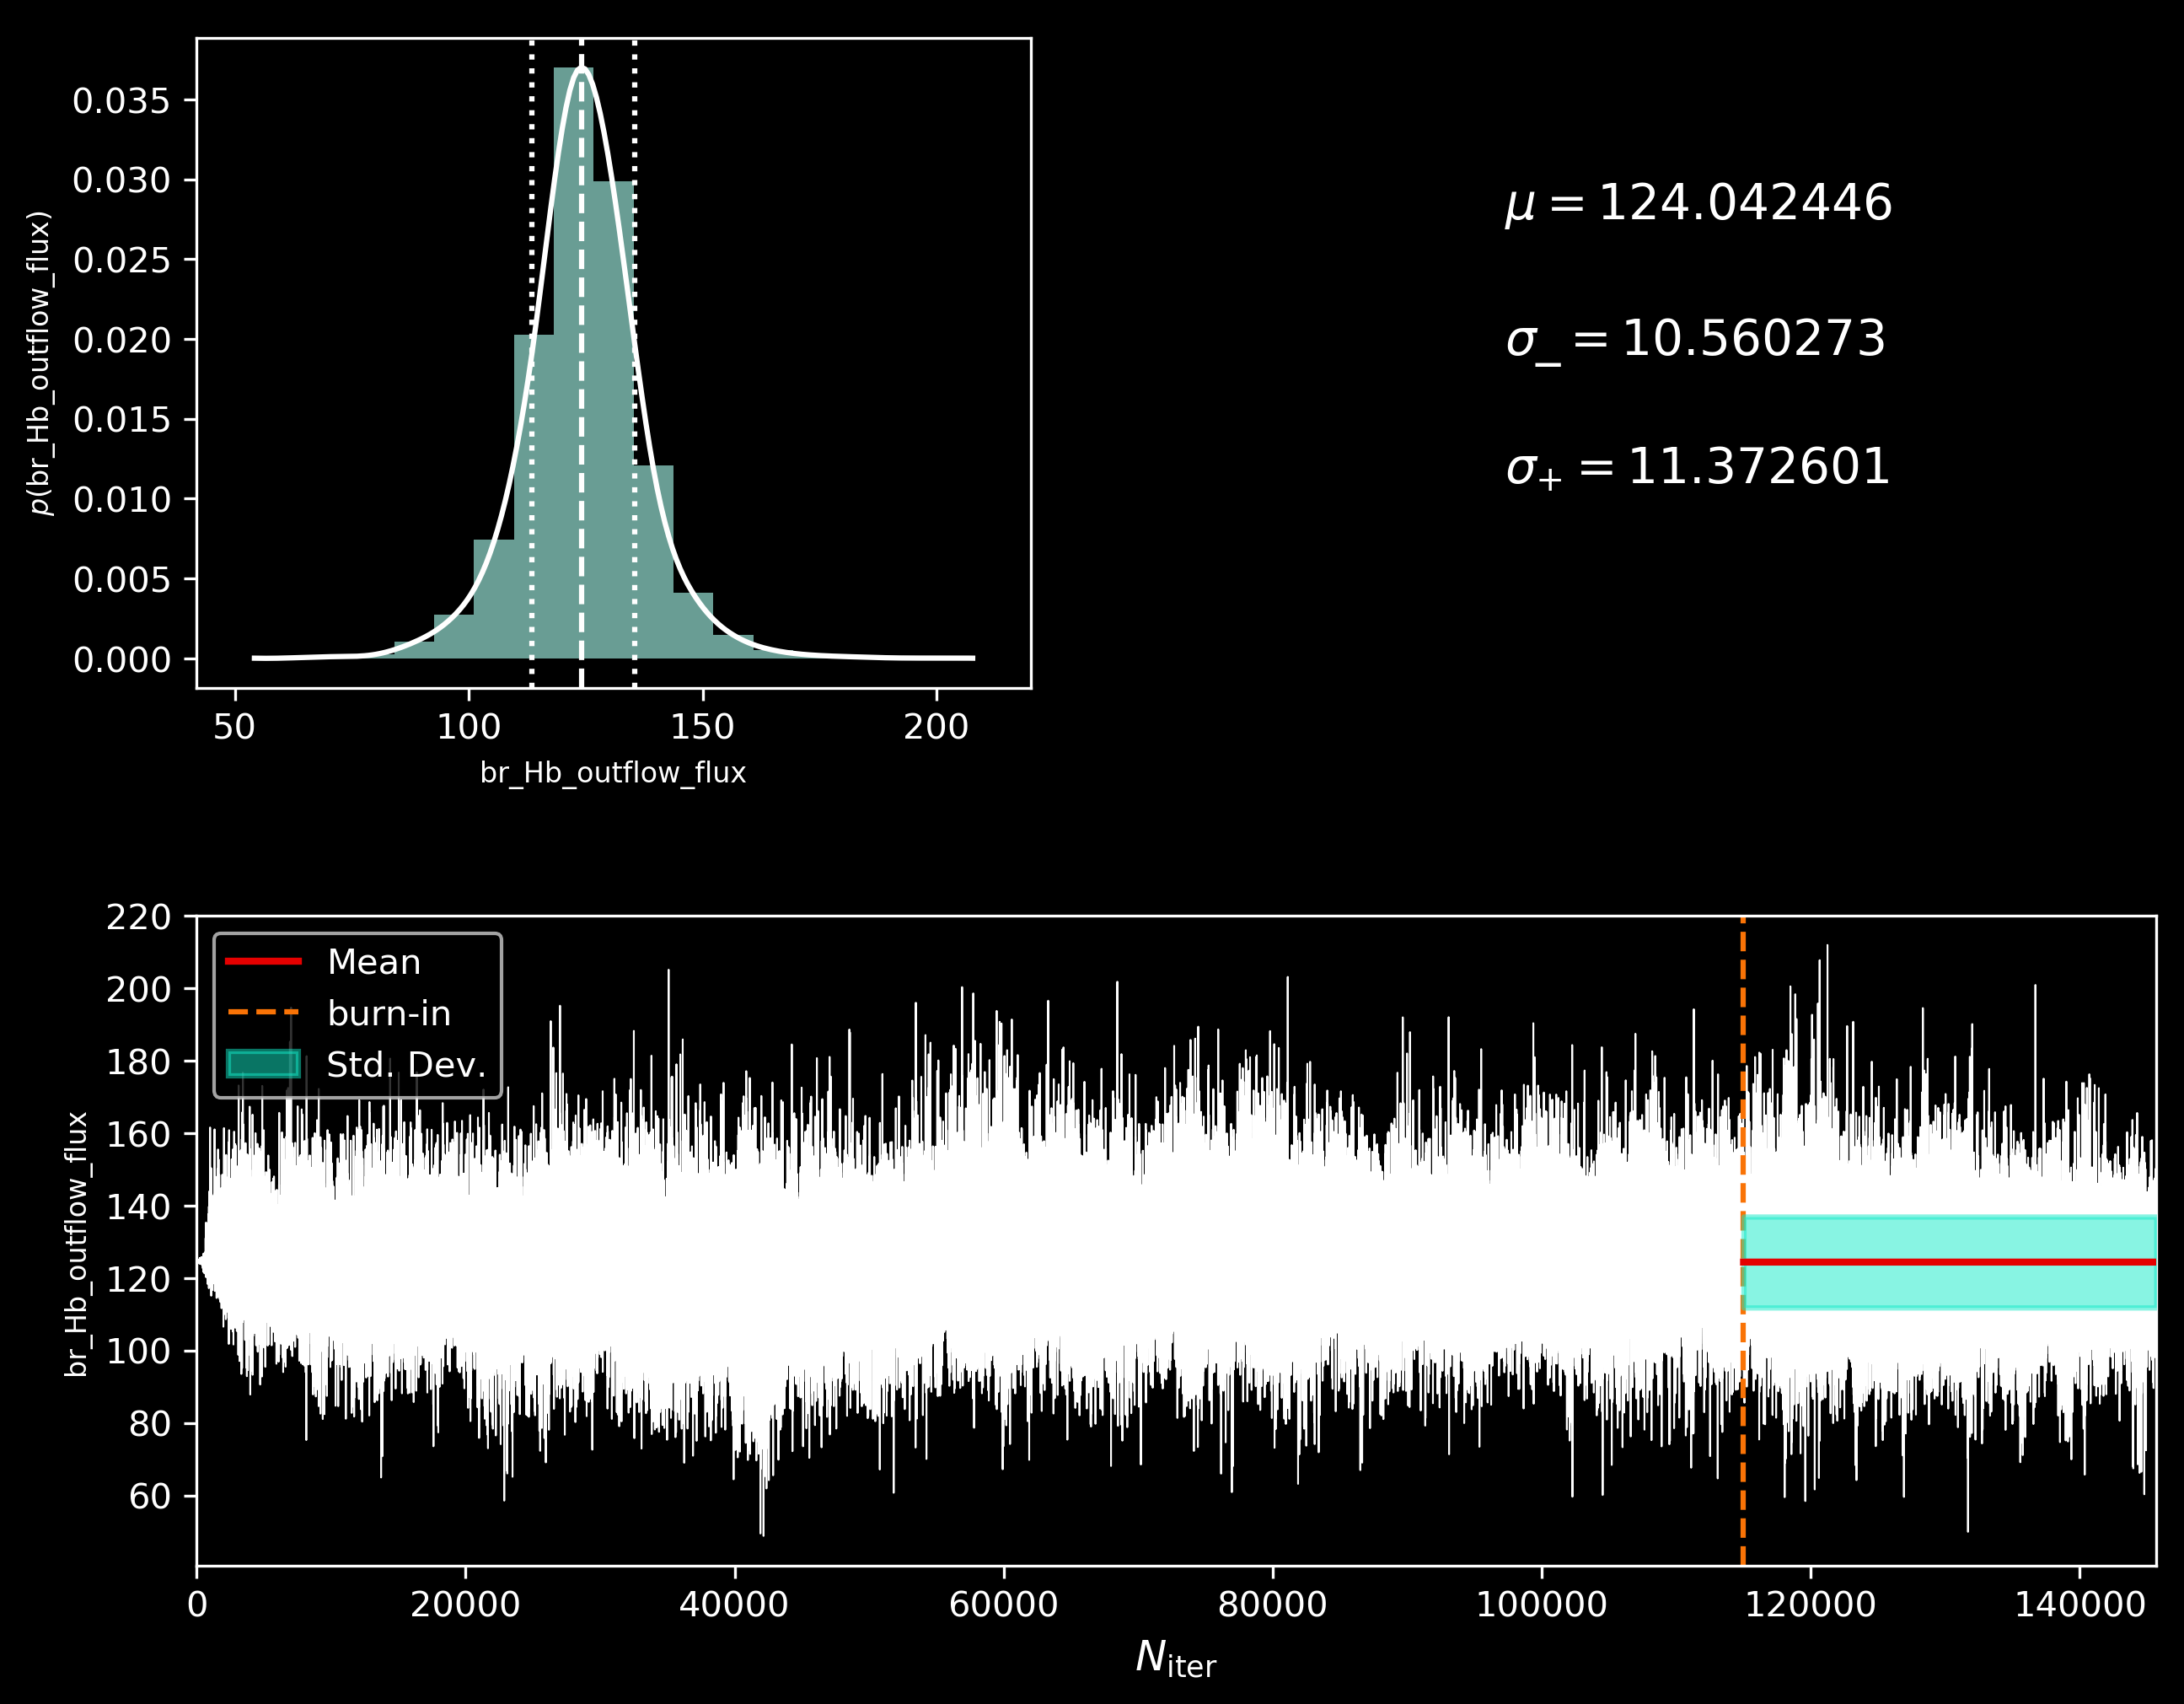 0.035
0.030
0.025
0.020
0.015
0.010
0.005
0.000
p(br_Hb_outflow_flux)
50 100 150 200
br_Hb_outflow_flux
μ = 124.042446
σ₋ = 10.560273
σ₊ = 11.372601
220
200
180
160
140
120
100
80
60
br_Hb_outflow_flux
Mean
burn-in
Std. Dev.
0 20000 40000 60000 80000 100000 120000 140000
N_iter